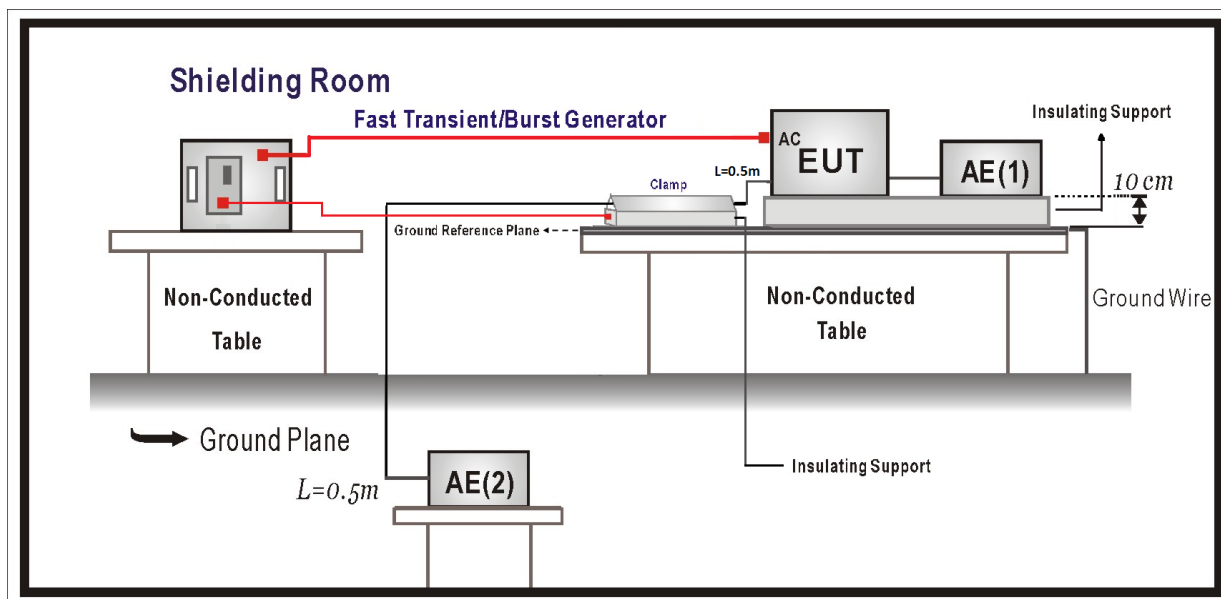 Shielding Room
Fast Transient/Burst Generator
Insulating Support
AC
EUT
AE(1)
L=0.5m
10 cm
Clamp
Ground Reference Plane
Non-Conducted
Table
Non-Conducted
Table
Ground Wire
Ground Plane
Insulating Support
L=0.5m
AE(2)